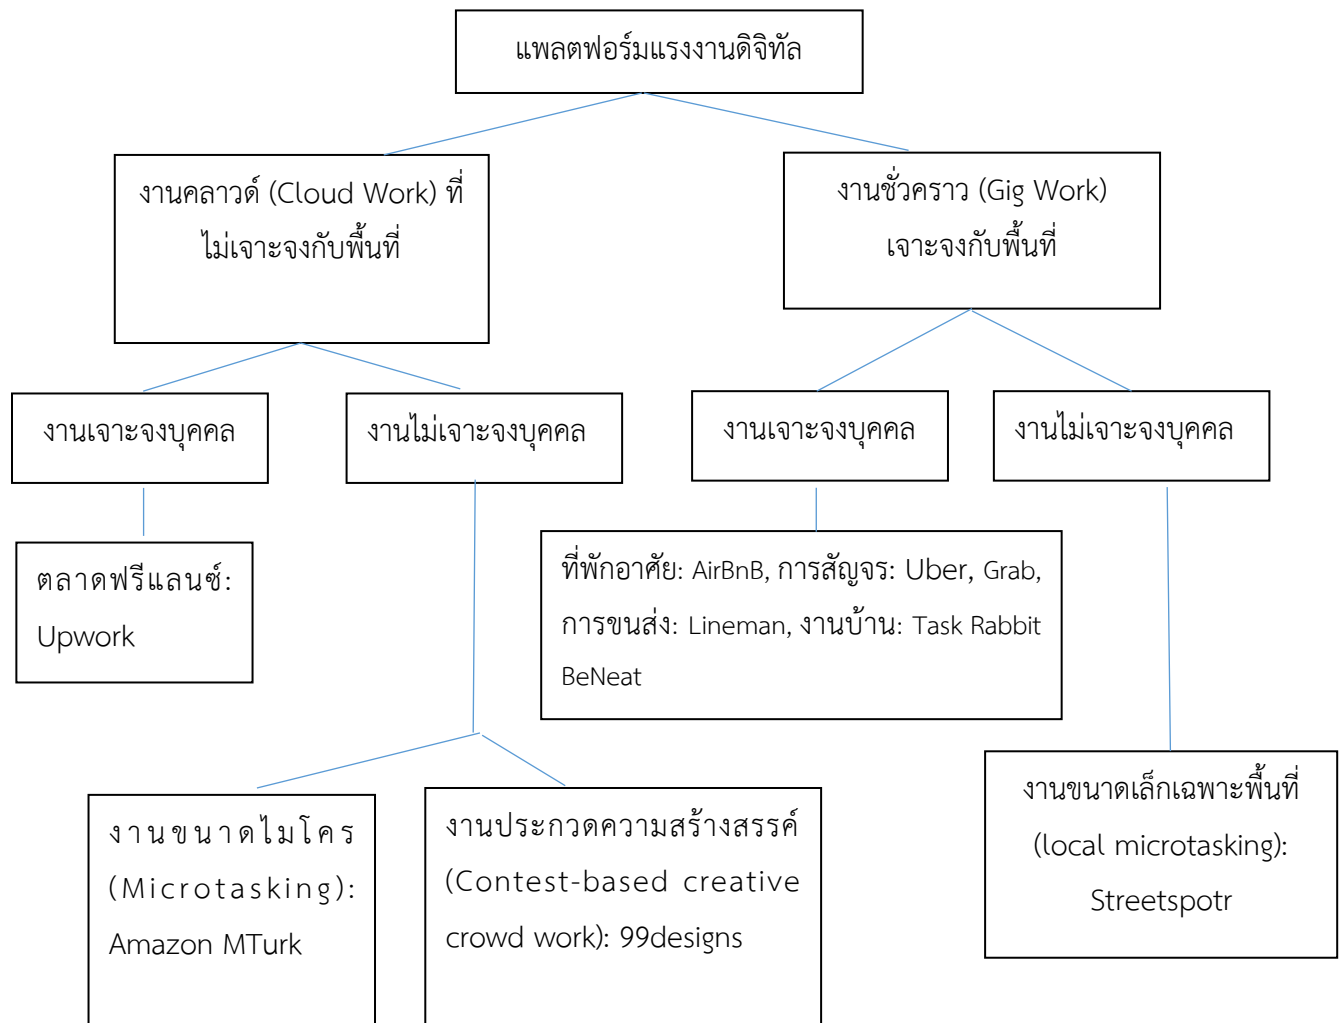 แพลตฟอร์มแรงงานดิจิทัล
งานคลาวด์ (Cloud Work) ที่
ไม่เจาะจงกับพื้นที่
งานชั่วคราว (Gig Work)
เจาะจงกับพื้นที่
งานเจาะจงบุคคล
งานไม่เจาะจงบุคคล
งานเจาะจงบุคคล
งานไม่เจาะจงบุคคล
ตลาดฟรีแลนซ์:
Upwork
ที่พักอาศัย: AirBnB, การสัญจร: Uber, Grab,
การขนส่ง: Lineman, งานบ้าน: Task Rabbit
BeNeat
งานขนาดไมโคร
(Microtasking):
Amazon MTurk
งานประกวดความสร้างสรรค์
(Contest-based creative
crowd work): 99designs
งานขนาดเล็กเฉพาะพื้นที่
(local microtasking):
Streetspotr